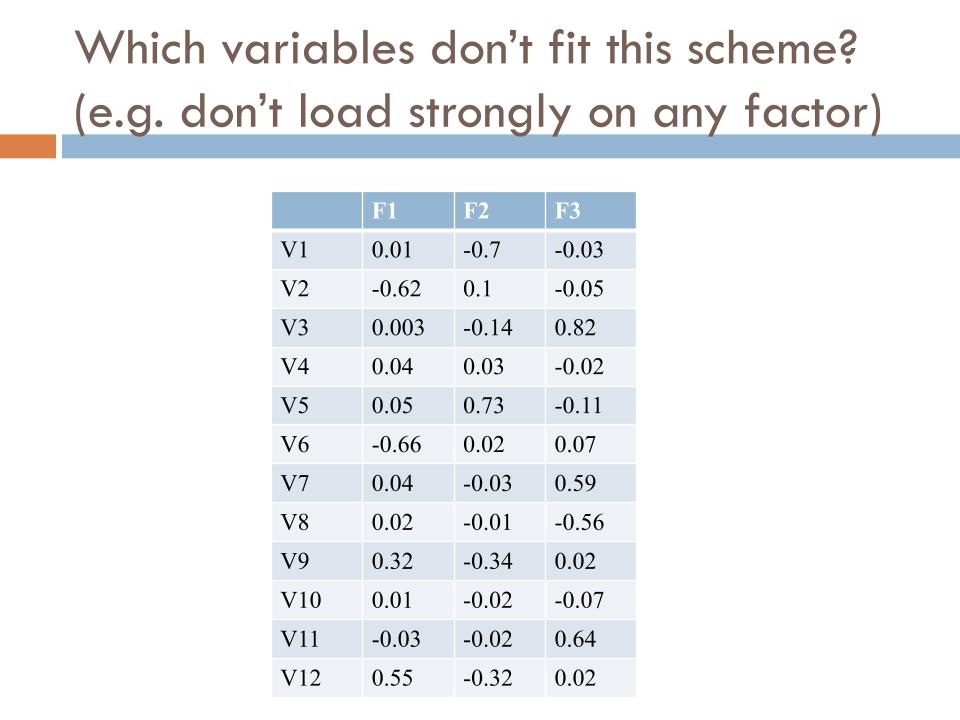 Which variables don’t fit this scheme?
(e.g. don’t load strongly on any factor)
F1 F2 F3
V1 0.01 -0.7 -0.03
V2 -0.62 0.1 -0.05
V3 0.003 -0.14 0.82
V4 0.04 0.03 -0.02
V5 0.05 0.73 -0.11
V6 -0.66 0.02 0.07
V7 0.04 -0.03 0.59
V8 0.02 -0.01 -0.56
V9 0.32 -0.34 0.02
V10 0.01 -0.02 -0.07
V11 -0.03 -0.02 0.64
V12 0.55 -0.32 0.02